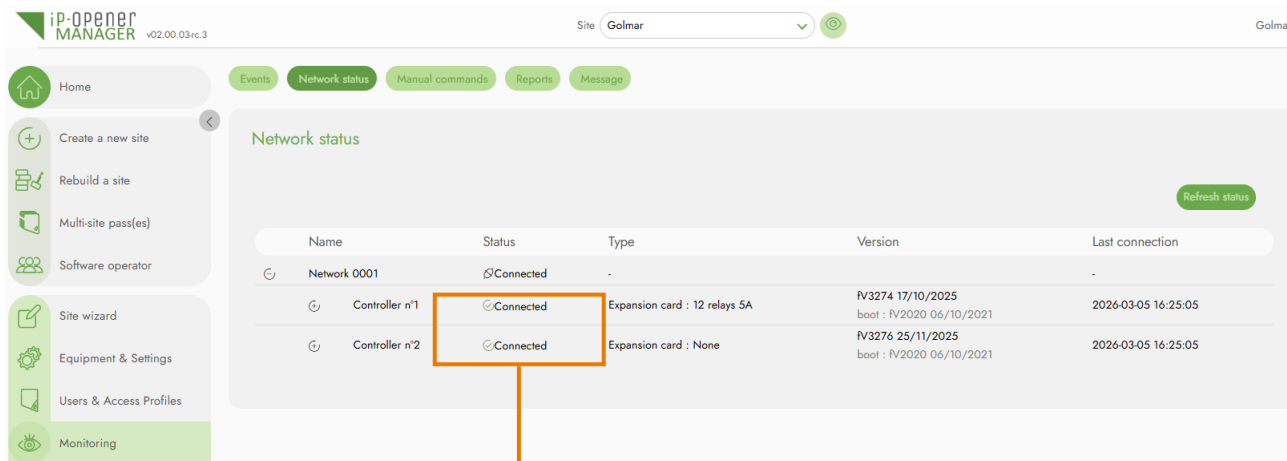 iP-OPENER
MANAGER v02.00.03-rc.3
Site Golmar
Golma
Home
Create a new site
Rebuild a site
Multi-site pass(es)
Software operator
Site wizard
Equipment & Settings
Users & Access Profiles
Monitoring
Events Network status Manual commands Reports Message
Network status
Refresh status
Name Status Type Version Last connection
Network 0001 Connected - -
Controller n°1 Connected Expansion card : 12 relays 5A fV3274 17/10/2025 2026-03-05 16:25:05
boot : fV2020 06/10/2021
Controller n°2 Connected Expansion card : None fV3276 25/11/2025 2026-03-05 16:25:05
boot : fV2020 06/10/2021